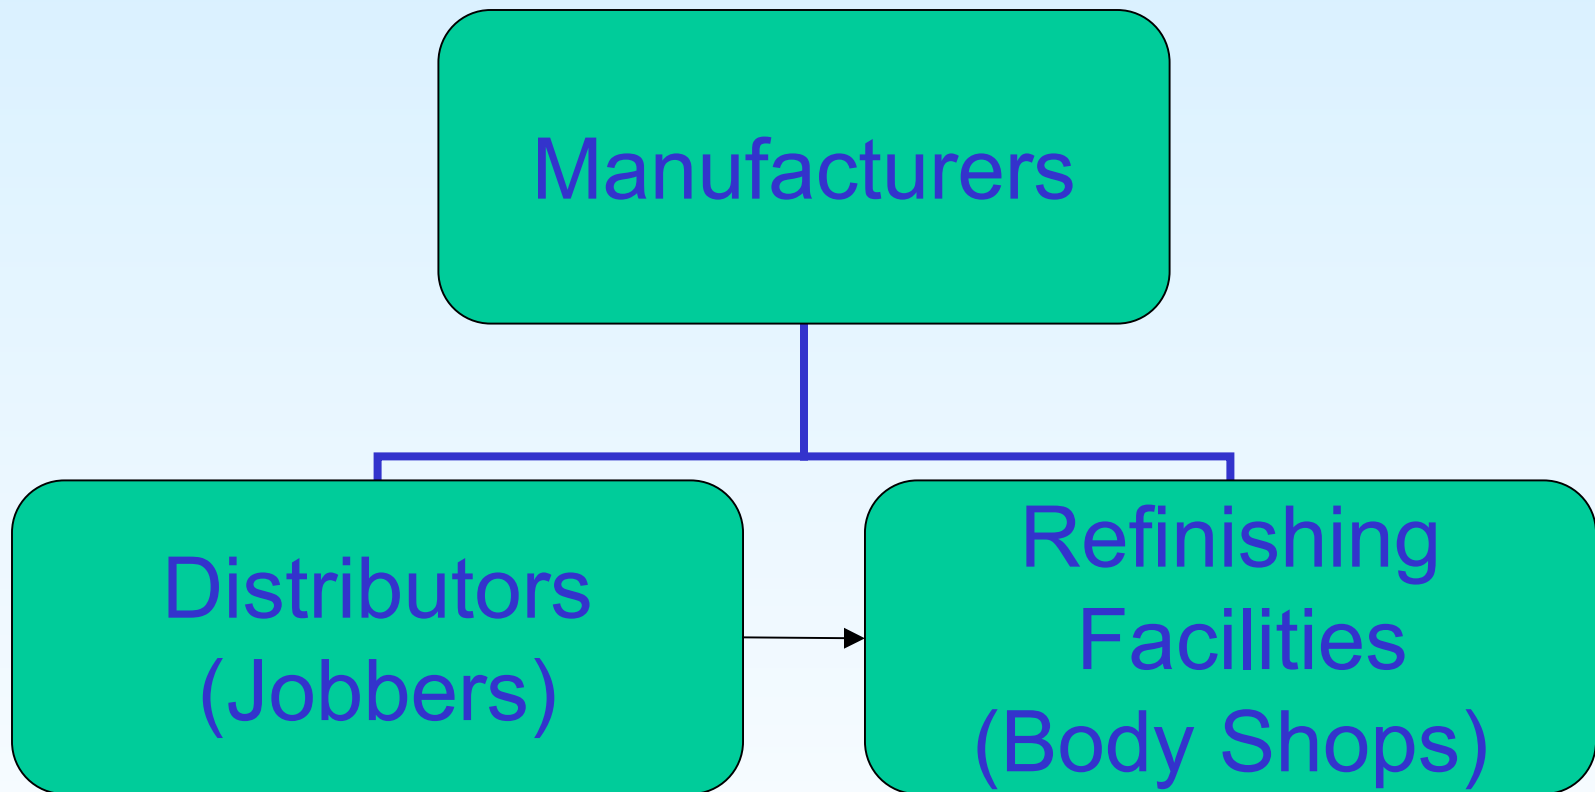 Manufacturers
Distributors
(Jobbers)
Refinishing
Facilities
(Body Shops)